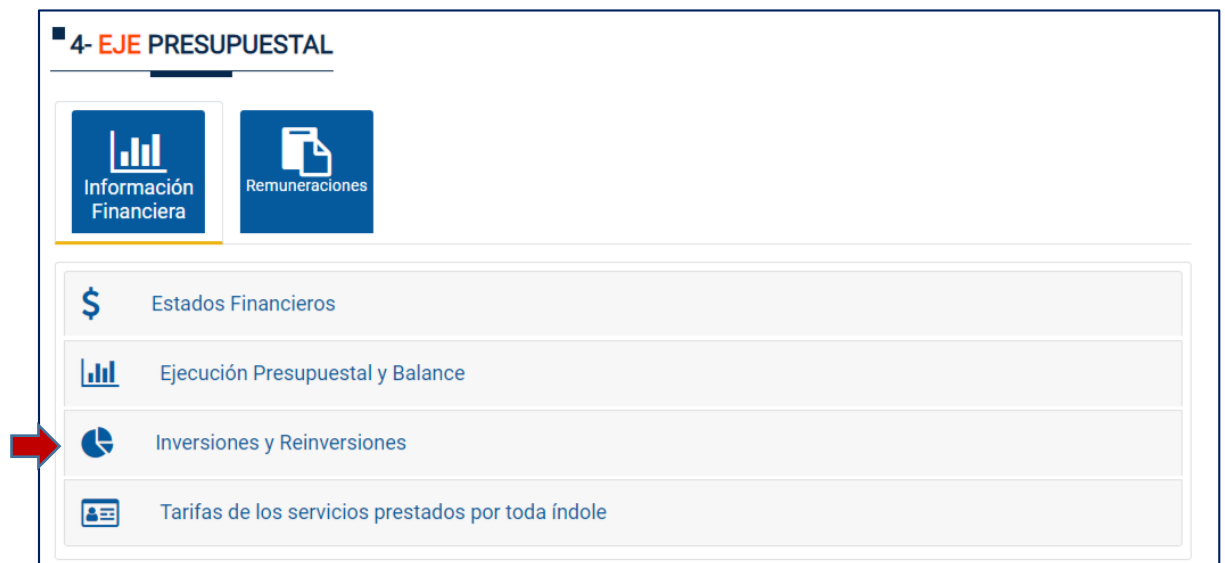 4- EJE PRESUPUESTAL
Información
Financiera
Remuneraciones
Estados Financieros
Ejecución Presupuestal y Balance
Inversiones y Reinversiones
Tarifas de los servicios prestados por toda índole